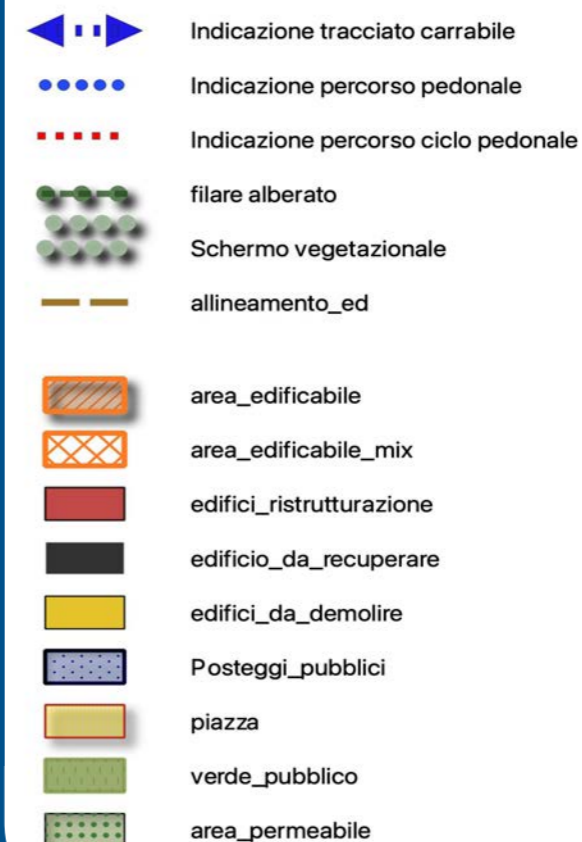 Indicazione tracciato carrabile
Indicazione percorso pedonale
Indicazione percorso ciclo pedonale
filare alberato
Schermo vegetazionale
allineamento_ed
area_edificabile
area_edificabile_mix
edifici_ristrutturazione
edificio_da_recuperare
edifici_da_demolire
Posteggi_pubblici
piazza
verde_pubblico
area_permeabile